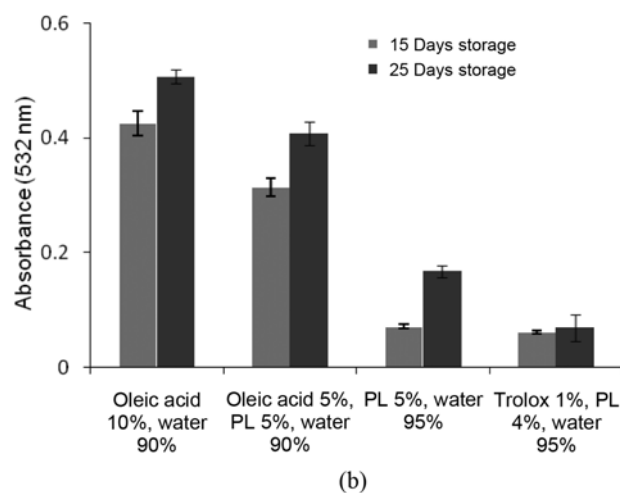 0.6
0.4
0.2
0
Absorbance (532 nm)
15 Days storage
25 Days storage
Oleic acid
10%, water
90%
Oleic acid 5%,
PL 5%, water
90%
PL 5%, water
95%
Trolox 1%, PL
4%, water
95%
(b)